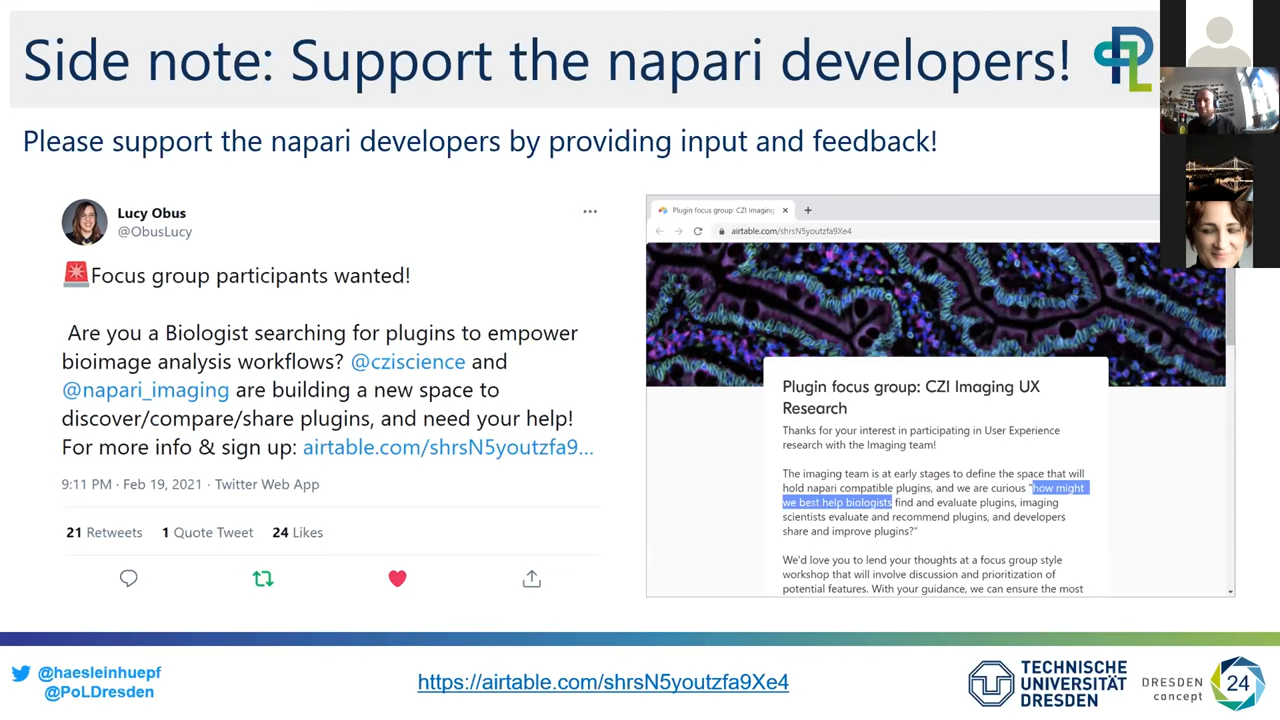 Side note: Support the napari developers!
Please support the napari developers by providing input and feedback!
Lucy Obus
@ObusLucy
Focus group participants wanted!
Are you a Biologist searching for plugins to empower
bioimage analysis workflows? @cziscience and
@napari_imaging are building a new space to
discover/compare/share plugins, and need your help!
For more info & sign up: airtable.com/shrsN5youtzfa9...
9:11 PM · Feb 19, 2021 · Twitter Web App
21 Retweets 1 Quote Tweet 24 Likes
Plugin focus group: CZI Imaging
airtable.com/shrsN5youtzfa9Xe4
Plugin focus group: CZI Imaging UX
Research
Thanks for your interest in participating in User Experience
research with the Imaging team!
The imaging team is at early stages to define the space that will
hold napari compatible plugins, and we are curious "how might
we best help biologists find and evaluate plugins, imaging
scientists evaluate and recommend plugins, and developers
share and improve plugins?"
We'd love you to lend your thoughts at a focus group style
workshop that will involve discussion and prioritization of
potential features. With your guidance, we can ensure the most
@haesleinhuepf
@PoLDresden
https://airtable.com/shrsN5youtzfa9Xe4
TECHNISCHE
UNIVERSITÄT
DRESDEN
DRESDEN
concept
24